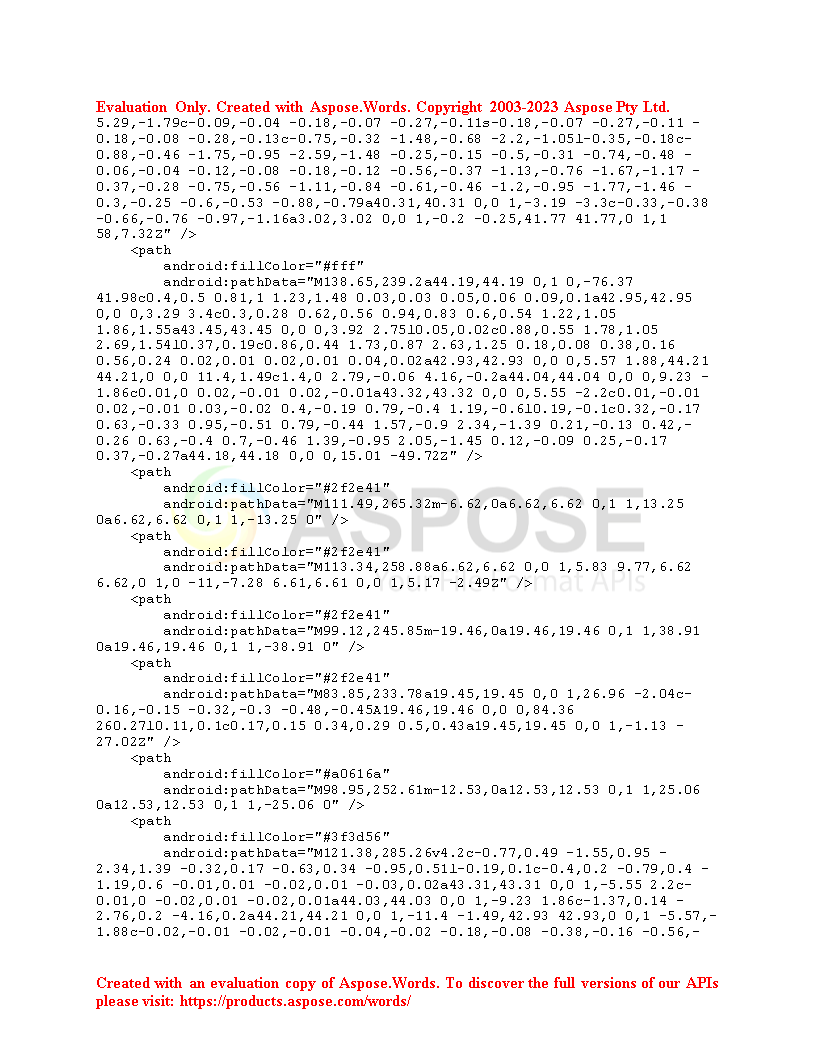 Evaluation Only. Created with Aspose.Words. Copyright 2003-2023 Aspose Pty Ltd.
5.29,-1.79c-0.09,-0.04 -0.18,-0.07 -0.27,-0.11s-0.18,-0.07 -0.27,-0.11 -
0.18,-0.08 -0.28,-0.13c-0.75,-0.32 -1.48,-0.68 -2.2,-1.05l-0.35,-0.18c-
0.88,-0.46 -1.75,-0.95 -2.59,-1.48 -0.25,-0.15 -0.5,-0.31 -0.74,-0.48 -
0.06,-0.04 -0.12,-0.08 -0.18,-0.12 -0.56,-0.37 -1.13,-0.76 -1.67,-1.17 -
0.37,-0.28 -0.75,-0.56 -1.11,-0.84 -0.61,-0.46 -1.2,-0.95 -1.77,-1.46 -
0.3,-0.25 -0.6,-0.53 -0.88,-0.79a40.31,40.31 0,0 1,-3.19 -3.3c-0.33,-0.38
-0.66,-0.76 -0.97,-1.16a3.02,3.02 0,0 1,-0.2 -0.25,41.77 41.77,0 1,1
58,7.32Z" />
<path
android:fillColor="#fff"
android:pathData="M138.65,239.2a44.19,44.19 0,1 0,-76.37
41.98c0.4,0.5 0.81,1 1.23,1.48 0.03,0.03 0.05,0.06 0.09,0.1a42.95,42.95
0,0 0,3.29 3.4c0.3,0.28 0.62,0.56 0.94,0.83 0.6,0.54 1.22,1.05
1.86,1.55a43.45,43.45 0,0 0,3.92 2.75l0.05,0.02c0.88,0.55 1.78,1.05
2.69,1.54l0.37,0.19c0.86,0.44 1.73,0.87 2.63,1.25 0.18,0.08 0.38,0.16
0.56,0.24 0.02,0.01 0.02,0.01 0.04,0.02a42.93,42.93 0,0 0,5.57 1.88,44.21
44.21,0 0,0 11.4,1.49c1.4,0 2.79,-0.06 4.16,-0.2a44.04,44.04 0,0 0,9.23 -
1.86c0.01,0 0.02,-0.01 0.02,-0.01a43.32,43.32 0,0 0,5.55 -2.2c0.01,-0.01
0.02,-0.01 0.03,-0.02 0.4,-0.19 0.79,-0.4 1.19,-0.6l0.19,-0.1c0.32,-0.17
0.63,-0.33 0.95,-0.51 0.79,-0.44 1.57,-0.9 2.34,-1.39 0.21,-0.13 0.42,-
0.26 0.63,-0.4 0.7,-0.46 1.39,-0.95 2.05,-1.45 0.12,-0.09 0.25,-0.17
0.37,-0.27a44.18,44.18 0,0 0,15.01 -49.72Z" />
<path
android:fillColor="#2f2e41"
android:pathData="M111.49,265.32m-6.62,0a6.62,6.62 0,1 1,13.25
0a6.62,6.62 0,1 1,-13.25 0" />
<path
android:fillColor="#2f2e41"
android:pathData="M113.34,258.88a6.62,6.62 0,0 1,5.83 9.77,6.62
6.62,0 1,0 -11,-7.28 6.61,6.61 0,0 1,5.17 -2.49Z" />
<path
android:fillColor="#2f2e41"
android:pathData="M99.12,245.85m-19.46,0a19.46,19.46 0,1 1,38.91
0a19.46,19.46 0,1 1,-38.91 0" />
<path
android:fillColor="#2f2e41"
android:pathData="M83.85,233.78a19.45,19.45 0,0 1,26.96 -2.04c-
0.16,-0.15 -0.32,-0.3 -0.48,-0.45A19.46,19.46 0,0 0,84.36
260.27l0.11,0.1c0.17,0.15 0.34,0.29 0.5,0.43a19.45,19.45 0,0 1,-1.13 -
27.02Z" />
<path
android:fillColor="#a0616a"
android:pathData="M98.95,252.61m-12.53,0a12.53,12.53 0,1 1,25.06
0a12.53,12.53 0,1 1,-25.06 0" />
<path
android:fillColor="#3f3d56"
android:pathData="M121.38,285.26v4.2c-0.77,0.49 -1.55,0.95 -
2.34,1.39 -0.32,0.17 -0.63,0.34 -0.95,0.51l-0.19,0.1c-0.4,0.2 -0.79,0.4 -
1.19,0.6 -0.01,0.01 -0.02,0.01 -0.03,0.02a43.31,43.31 0,0 1,-5.55 2.2c-
0.01,0 -0.02,0.01 -0.02,0.01a44.03,44.03 0,0 1,-9.23 1.86c-1.37,0.14 -
2.76,0.2 -4.16,0.2a44.21,44.21 0,0 1,-11.4 -1.49,42.93 42.93,0 0,1 -5.57,-
1.88c-0.02,-0.01 -0.02,-0.01 -0.04,-0.02 -0.18,-0.08 -0.38,-0.16 -0.56,-
ASPOSE
Your File Format APIs
Created with an evaluation copy of Aspose.Words. To discover the full versions of our APIs
please visit: https://products.aspose.com/words/